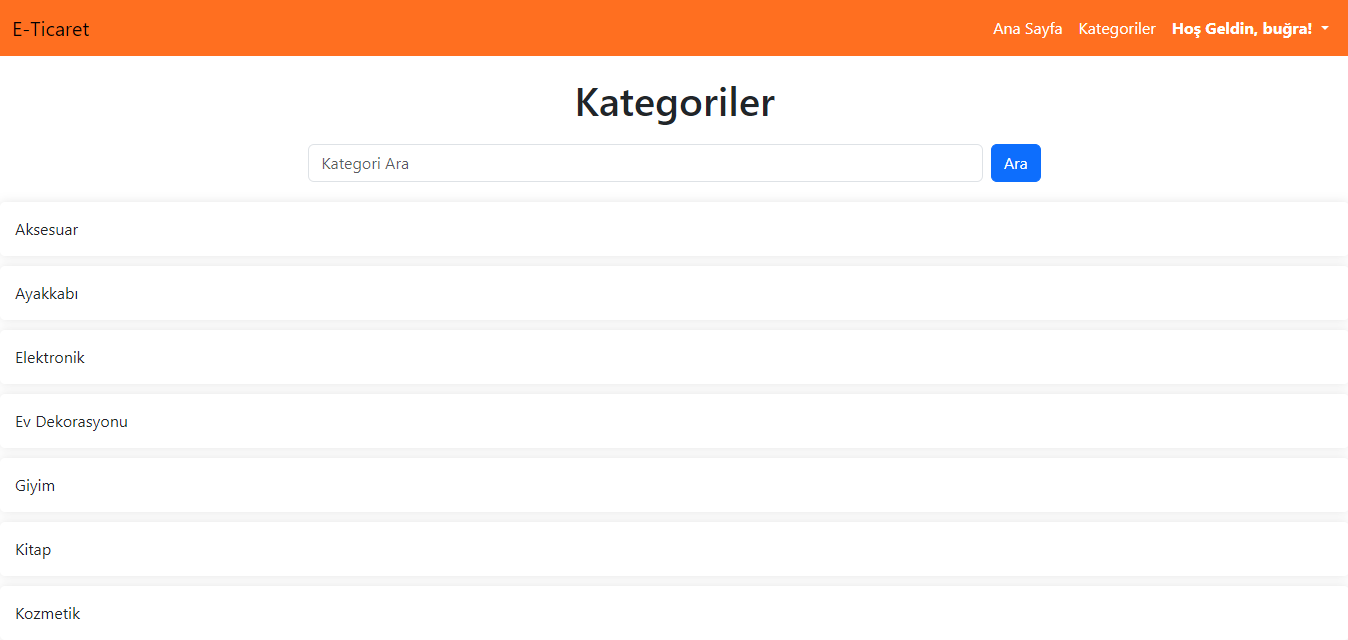 E-Ticaret
Ana Sayfa Kategoriler Hoş Geldin, buğra!
Kategoriler
Kategori Ara Ara
Aksesuar
Ayakkabı
Elektronik
Ev Dekorasyonu
Giyim
Kitap
Kozmetik